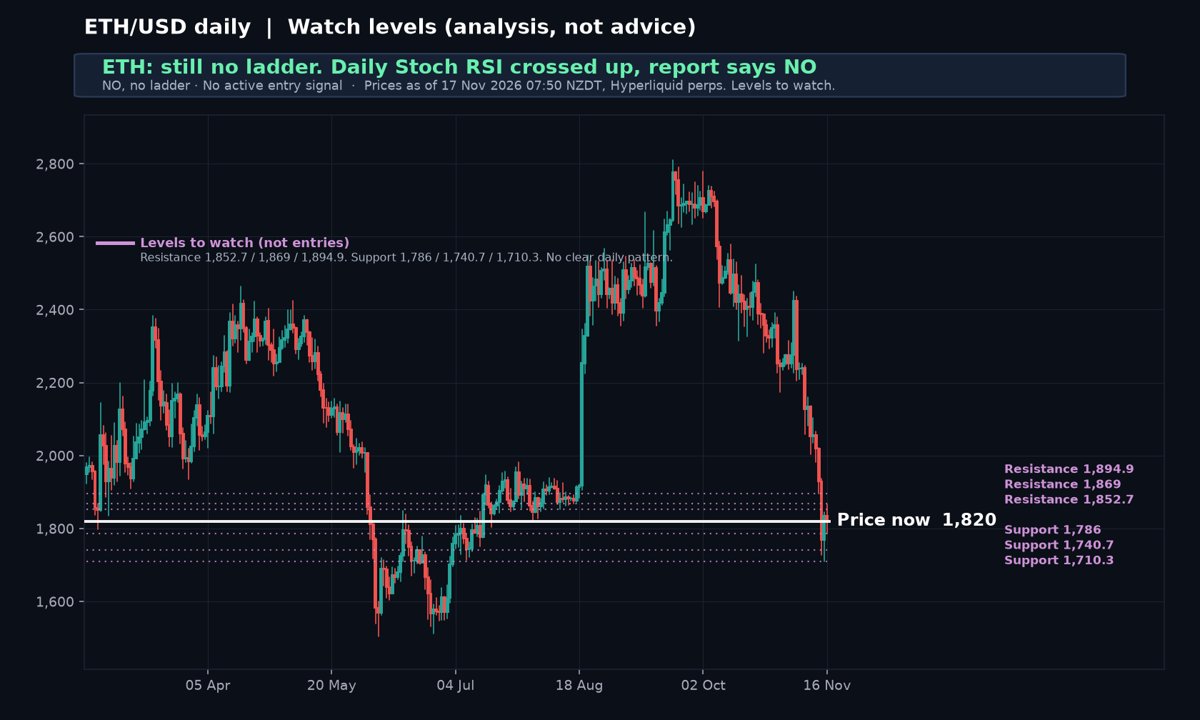 ETH/USD daily | Watch levels (analysis, not advice)
ETH: still no ladder. Daily Stoch RSI crossed up, report says NO
NO, no ladder · No active entry signal · Prices as of 17 Nov 2026 07:50 NZDT, Hyperliquid perps. Levels to watch.
2,800
2,600
Levels to watch (not entries)
Resistance 1,852.7 / 1,869 / 1,894.9. Support 1,786 / 1,740.7 / 1,710.3. No clear daily pattern.
2,400
2,200
2,000
Resistance 1,894.9
Resistance 1,869
Resistance 1,852.7
1,800
Price now 1,820
Support 1,786
Support 1,740.7
Support 1,710.3
1,600
05 Apr
20 May
04 Jul
18 Aug
02 Oct
16 Nov